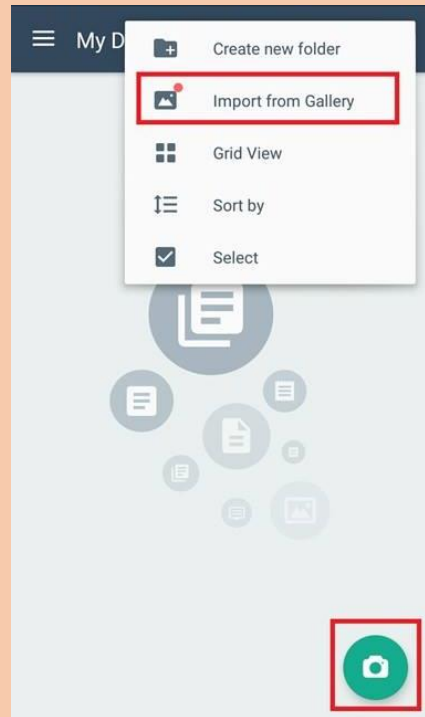 My D
Create new folder
Import from Gallery
Grid View
Sort by
Select